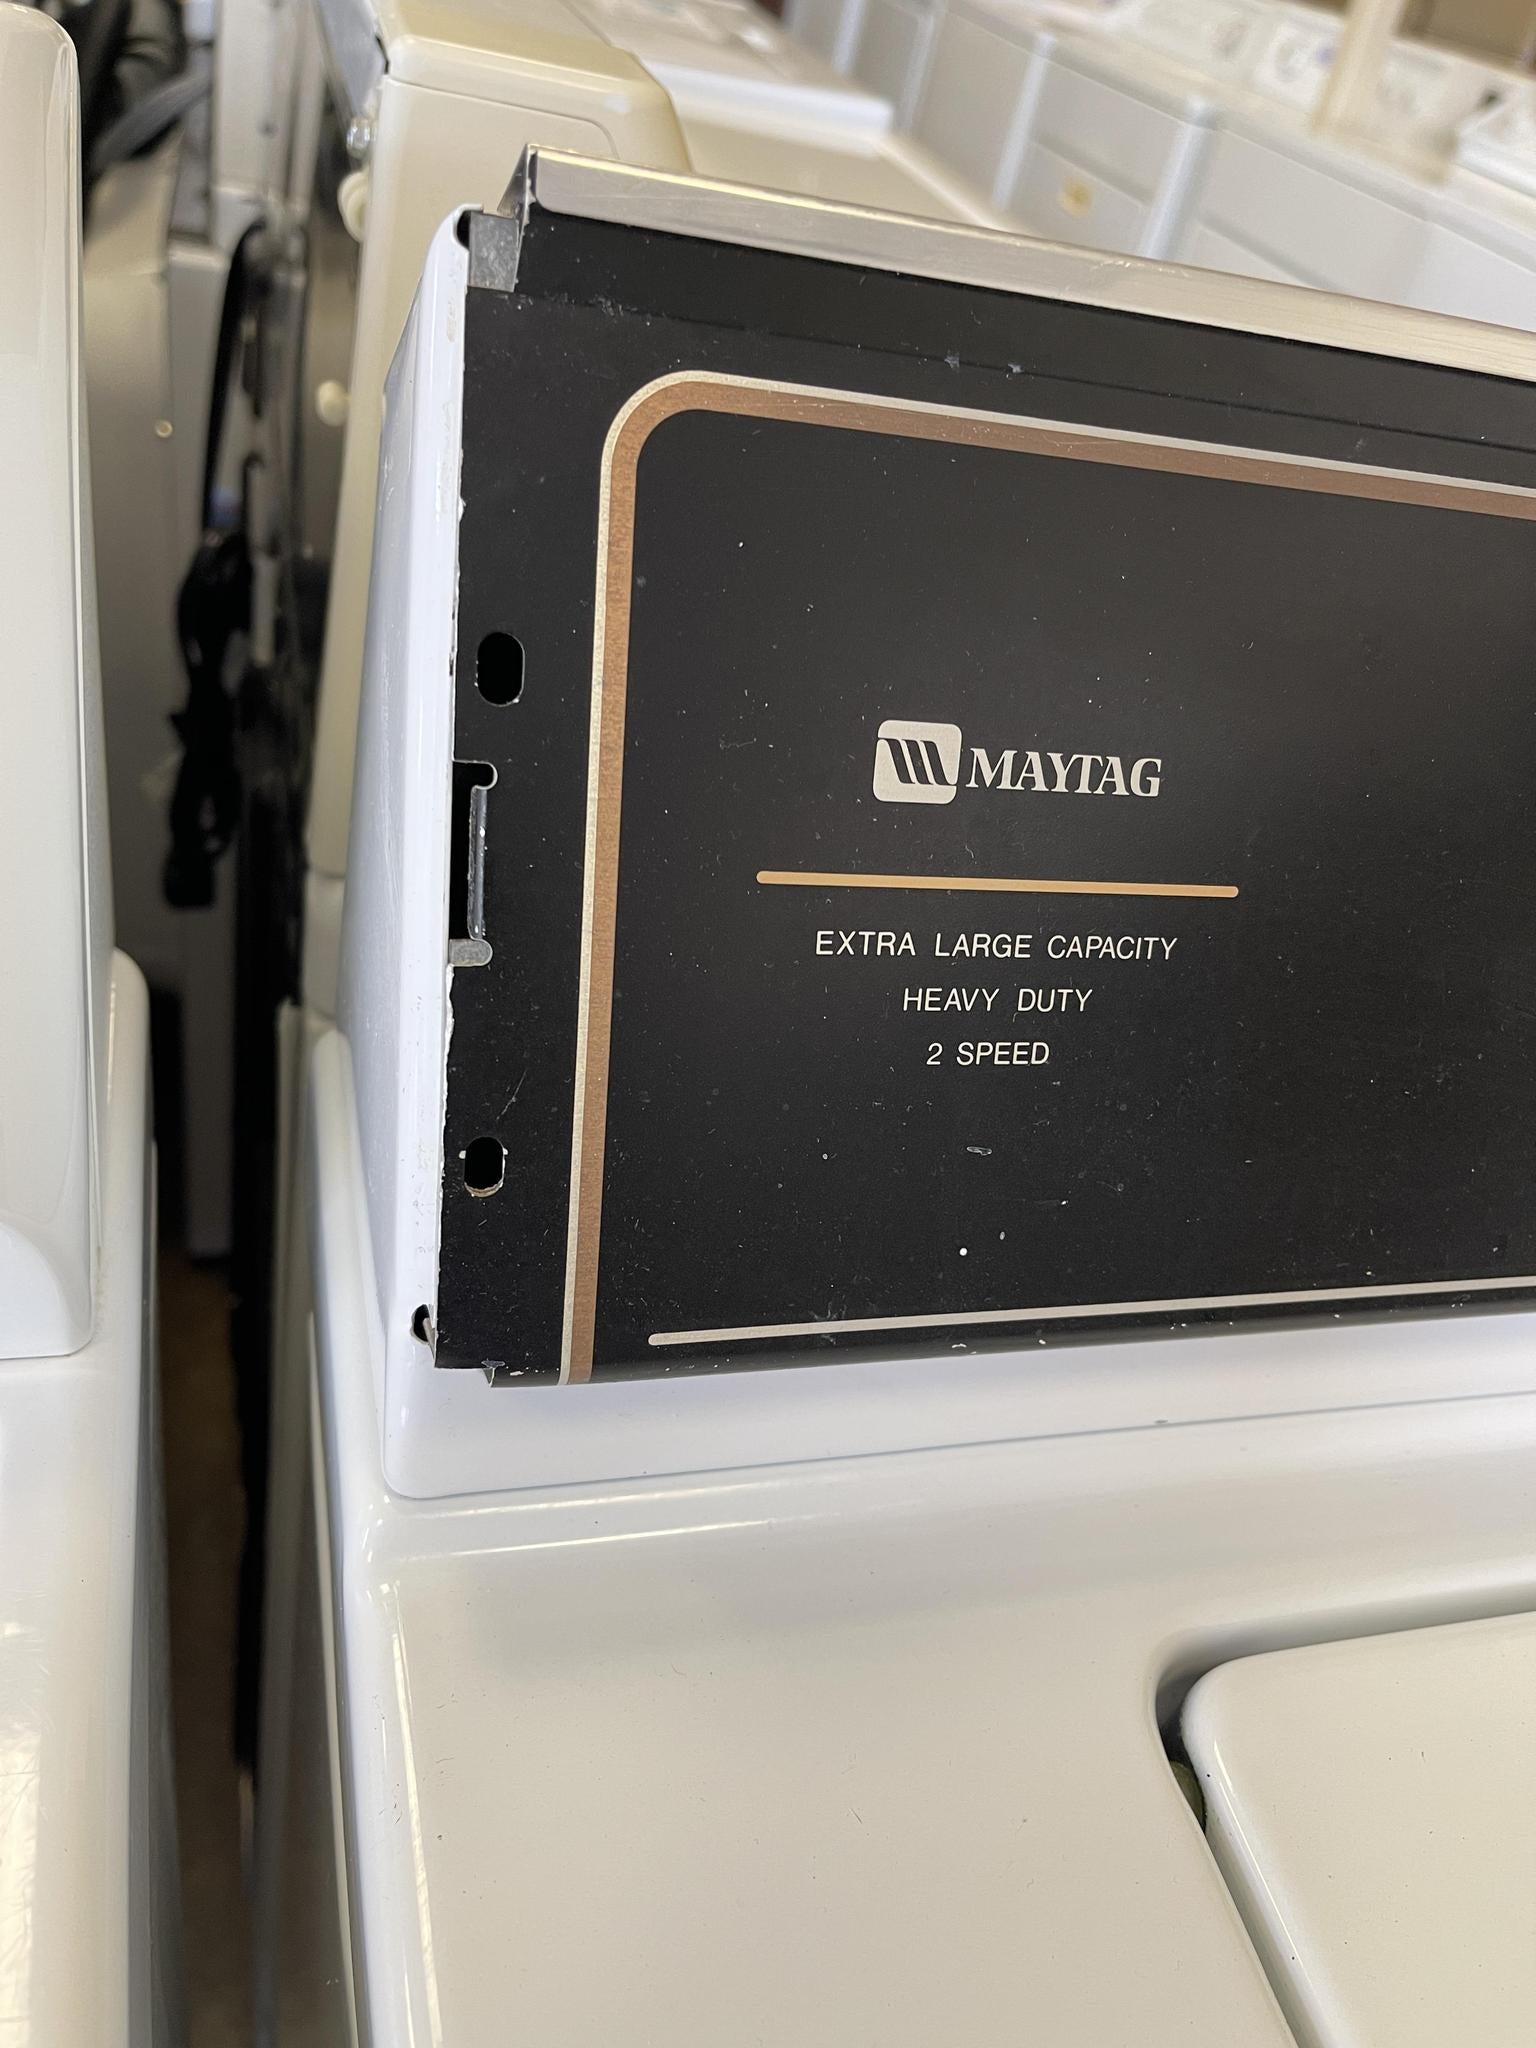 MAYTAG
EXTRA LARGE CAPACITY
HEAVY DUTY
2 SPEED